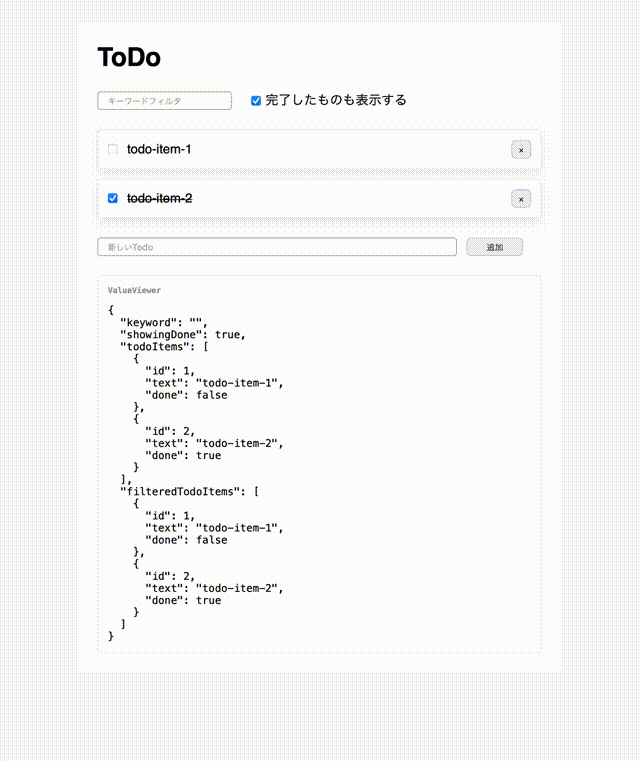 ToDo
キーワードフィルタ
完了したものも表示する
todo-item-1
×
todo-item-2
×
新しいTodo
追加
ValueViewer
{
  "keyword": "",
  "showingDone": true,
  "todoItems": [
    {
      "id": 1,
      "text": "todo-item-1",
      "done": false
    },
    {
      "id": 2,
      "text": "todo-item-2",
      "done": true
    }
  ],
  "filteredTodoItems": [
    {
      "id": 1,
      "text": "todo-item-1",
      "done": false
    },
    {
      "id": 2,
      "text": "todo-item-2",
      "done": true
    }
  ]
}